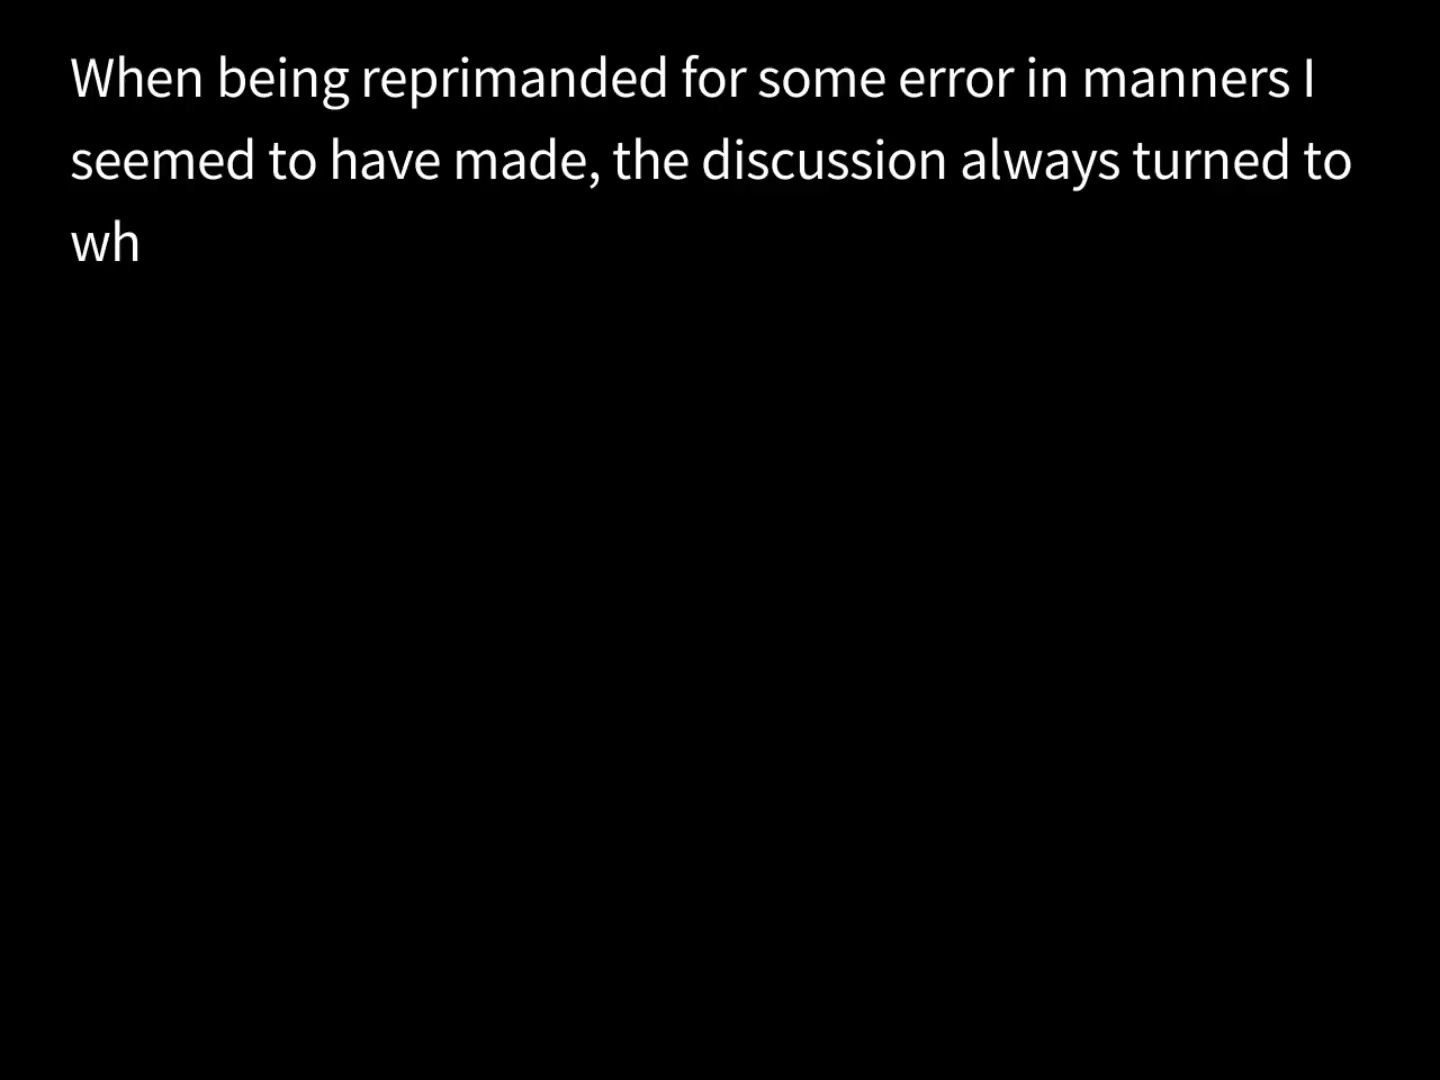 When being reprimanded for some error in manners I
seemed to have made, the discussion always turned to
wh